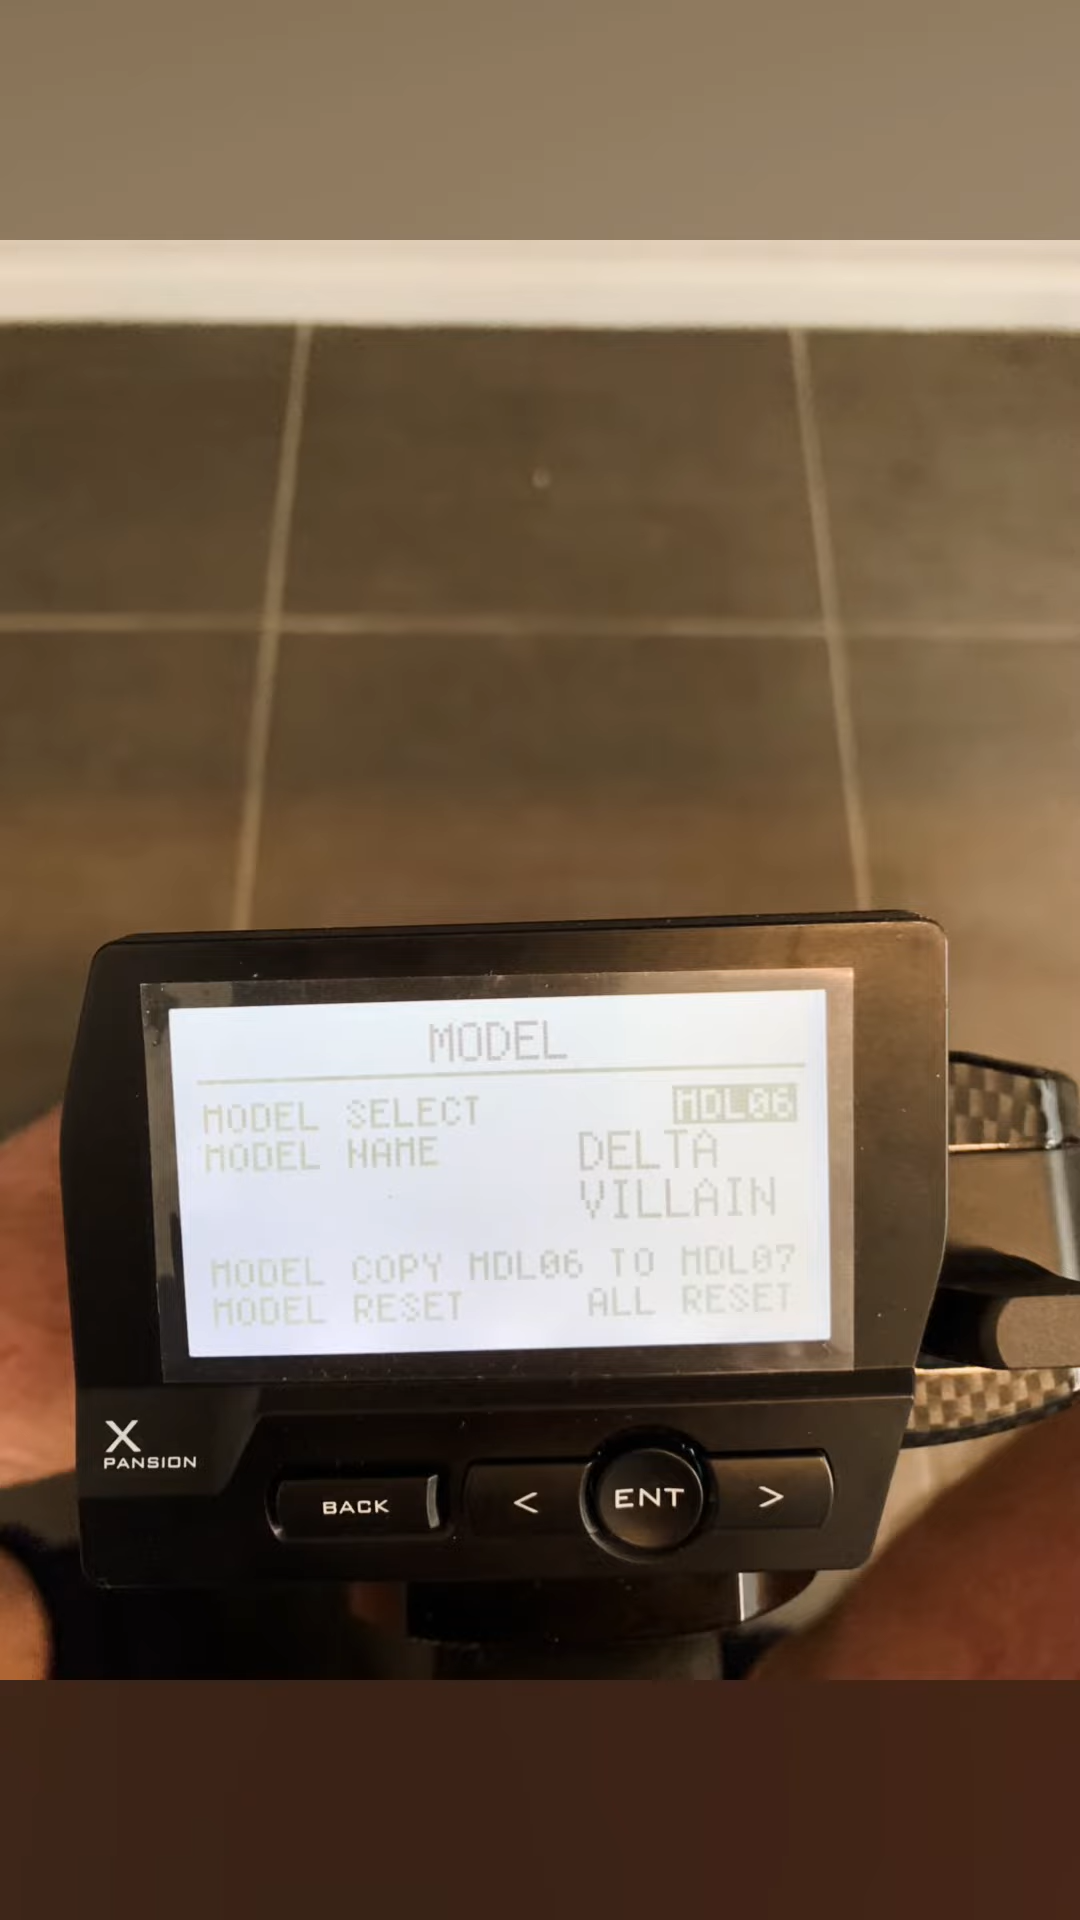 MODEL
MODEL SELECT MDL06
MODEL NAME DELTA
VILLAIN
MODEL COPY MDL06 TO MDL07
MODEL RESET ALL RESET
X
PANSION
BACK < ENT >